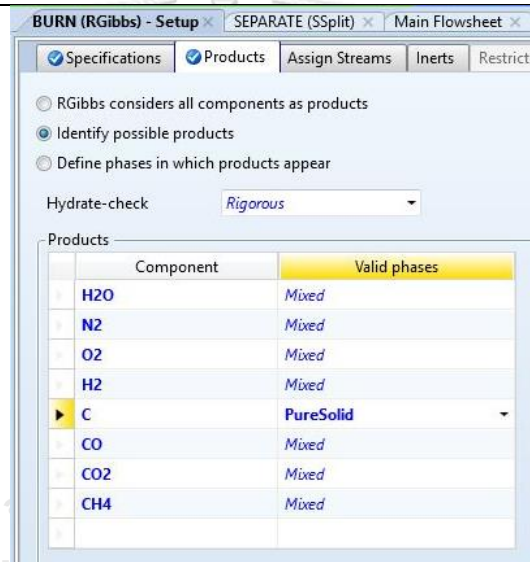 BURN (RGibbs) - Setup × SEPARATE (SSplit) × Main Flowsheet ×
Specifications Products Assign Streams Inerts Restrict
RGibbs considers all components as products
Identify possible products
Define phases in which products appear
Hydrate-check Rigorous
Products
Component Valid phases
H2O Mixed
N2 Mixed
O2 Mixed
H2 Mixed
C PureSolid
CO Mixed
CO2 Mixed
CH4 Mixed